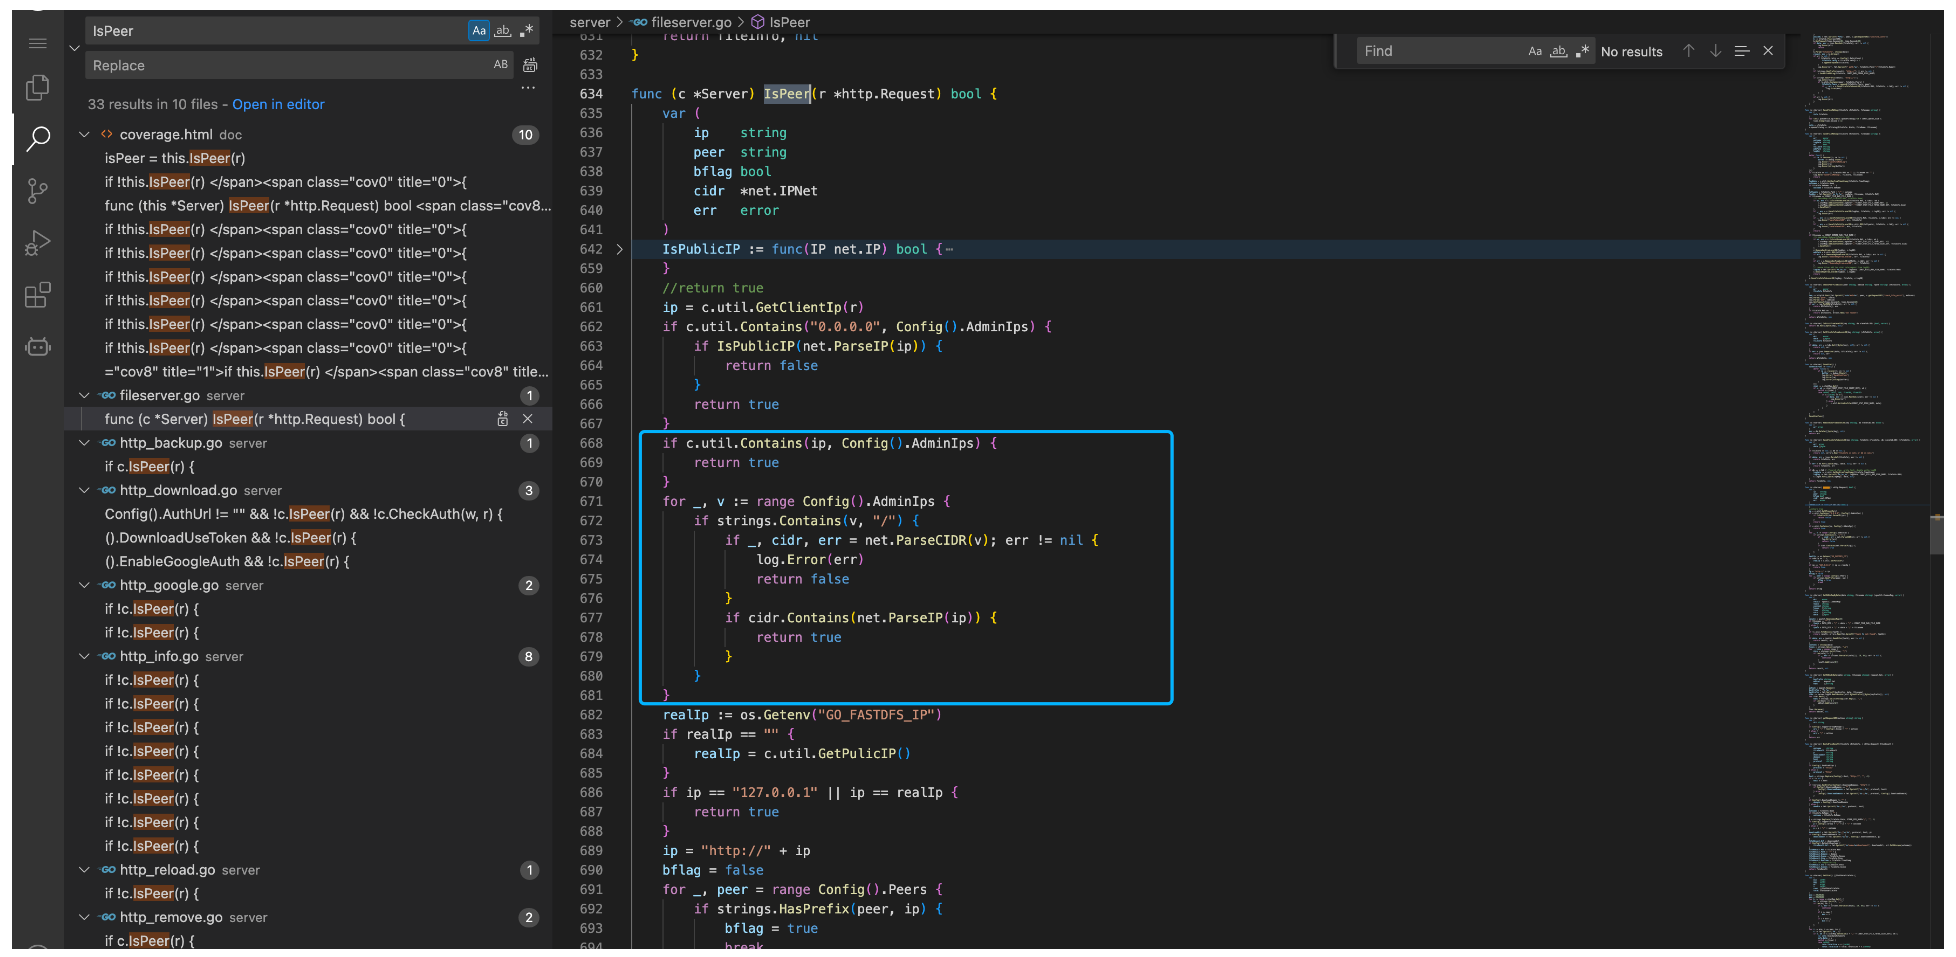 IsPeer
Aa ab .*
Replace
AB
33 results in 10 files - Open in editor
coverage.html doc 10
isPeer = this.IsPeer(r)
if !this.IsPeer(r) </span><span class="cov0" title="0">{
func (this *Server) IsPeer(r *http.Request) bool <span class="cov8...
if !this.IsPeer(r) </span><span class="cov0" title="0">{
if !this.IsPeer(r) </span><span class="cov0" title="0">{
if !this.IsPeer(r) </span><span class="cov0" title="0">{
if !this.IsPeer(r) </span><span class="cov0" title="0">{
if !this.IsPeer(r) </span><span class="cov0" title="0">{
if !this.IsPeer(r) </span><span class="cov0" title="0">{
="cov8" title="1">if this.IsPeer(r) </span><span class="cov8" title...
fileserver.go server 1
func (c *Server) IsPeer(r *http.Request) bool {
http_backup.go server 1
if c.IsPeer(r) {
http_download.go server 3
Config().AuthUrl != "" && !c.IsPeer(r) && !c.CheckAuth(w, r) {
().DownloadUseToken && !c.IsPeer(r) {
().EnableGoogleAuth && !c.IsPeer(r) {
http_google.go server 2
if !c.IsPeer(r) {
if !c.IsPeer(r) {
http_info.go server 8
if !c.IsPeer(r) {
if !c.IsPeer(r) {
if !c.IsPeer(r) {
if !c.IsPeer(r) {
if !c.IsPeer(r) {
if !c.IsPeer(r) {
if !c.IsPeer(r) {
if !c.IsPeer(r) {
http_reload.go server 1
if !c.IsPeer(r) {
http_remove.go server 2
if c.IsPeer(r) {
server > fileserver.go > IsPeer
Find Aa ab .* No results
631 return fileInfo, nil
632 }
633
634 func (c *Server) IsPeer(r *http.Request) bool {
635 var (
636 ip string
637 peer string
638 bflag bool
639 cidr *net.IPNet
640 err error
641 )
642 IsPublicIP := func(IP net.IP) bool {⋯
659 }
660 //return true
661 ip = c.util.GetClientIp(r)
662 if c.util.Contains("0.0.0.0", Config().AdminIps) {
663 if IsPublicIP(net.ParseIP(ip)) {
664 return false
665 }
666 return true
667 }
668 if c.util.Contains(ip, Config().AdminIps) {
669 return true
670 }
671 for _, v := range Config().AdminIps {
672 if strings.Contains(v, "/") {
673 if _, cidr, err = net.ParseCIDR(v); err != nil {
674 log.Error(err)
675 return false
676 }
677 if cidr.Contains(net.ParseIP(ip)) {
678 return true
679 }
680 }
681 }
682 realIp := os.Getenv("GO_FASTDFS_IP")
683 if realIp == "" {
684 realIp = c.util.GetPulicIP()
685 }
686 if ip == "127.0.0.1" || ip == realIp {
687 return true
688 }
689 ip = "http://" + ip
690 bflag = false
691 for _, peer = range Config().Peers {
692 if strings.HasPrefix(peer, ip) {
693 bflag = true
694 break